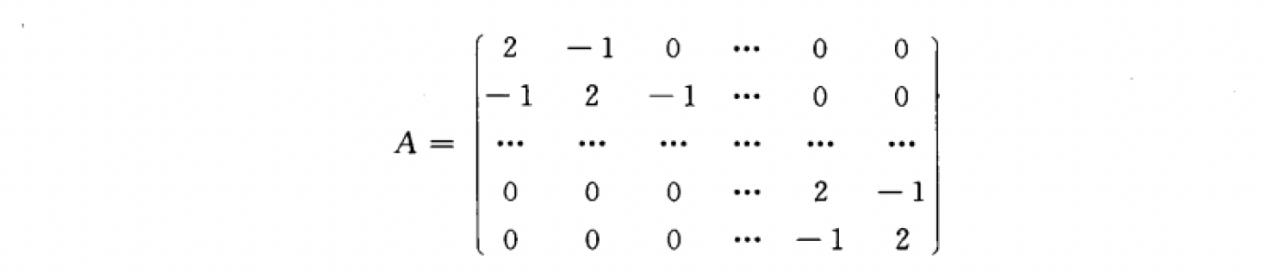 2 −1 0 ⋯ 0 0
−1 2 −1 ⋯ 0 0
A = ⋯ ⋯ ⋯ ⋯ ⋯ ⋯
0 0 0 ⋯ 2 −1
0 0 0 ⋯ −1 2